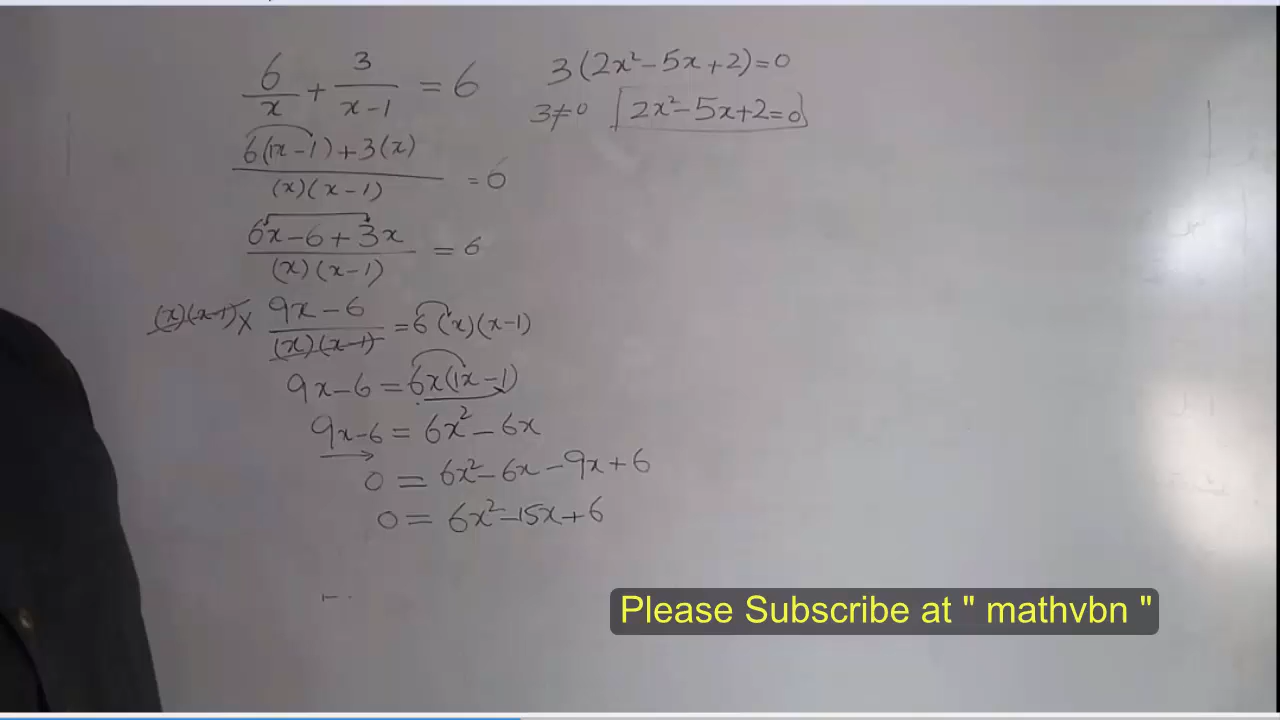 6/x + 3/(x-1) = 6
(6(1x-1)+3(x))/((x)(x-1)) = 6
(6x-6+3x)/((x)(x-1)) = 6
(x)(x-1) × (9x-6)/((x)(x-1)) = 6(x)(x-1)
9x-6 = 6x(1x-1)
9x-6 = 6x²-6x
0 = 6x²-6x-9x+6
0 = 6x²-15x+6
3(2x²-5x+2)=0
3≠0 2x²-5x+2=0
Please Subscribe at " mathvbn "